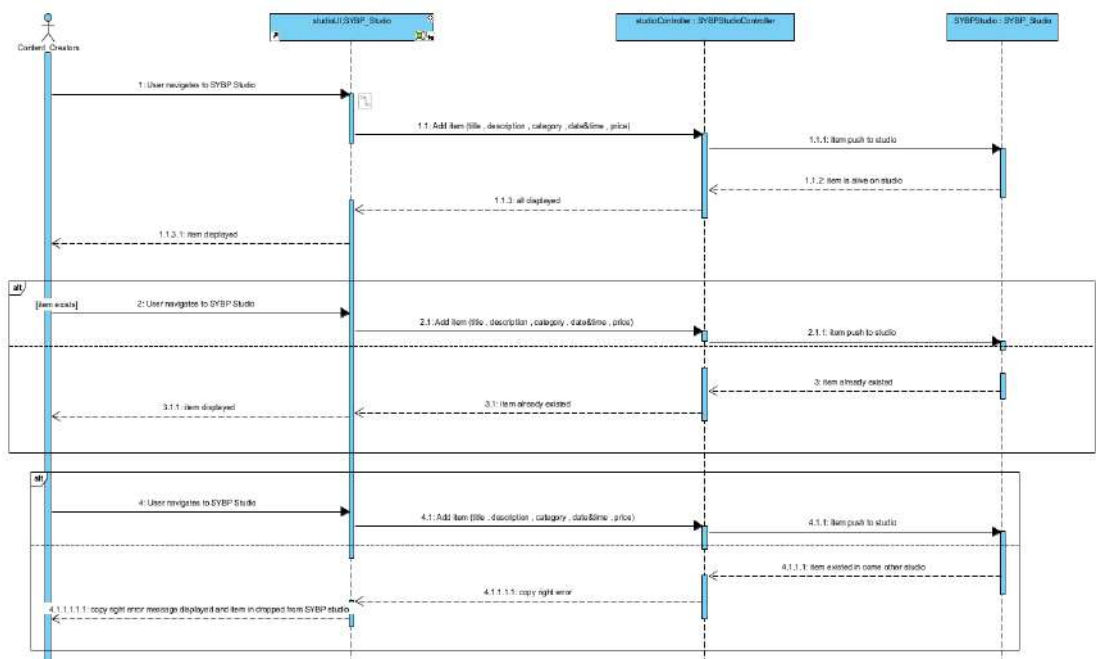 studioUI;SYBP_Studio
studioController : SYBPStudioController
SYBPStudio : SYBP_Studio
Content_Creators
1: User navigates to SYBP Studio
1.1: Add item (title , description , category , date&time , price)
1.1.1: item push to studio
1.1.2: item is alive on studio
1.1.3: all displayed
1.1.3.1: item displayed
alt
[item exists]
2: User navigates to SYBP Studio
2.1: Add item (title , description , category , date&time , price)
2.1.1: item push to studio
3: item already existed
3.1: item already existed
3.1.1: item displayed
alt
4: User navigates to SYBP Studio
4.1: Add item (title , description , category , date&time , price)
4.1.1: item push to studio
4.1.1.1: item existed in come other studio
4.1.1.1.1: copy right error
4.1.1.1.1.1: copy right error message displayed and item in dropped from SYBP studio